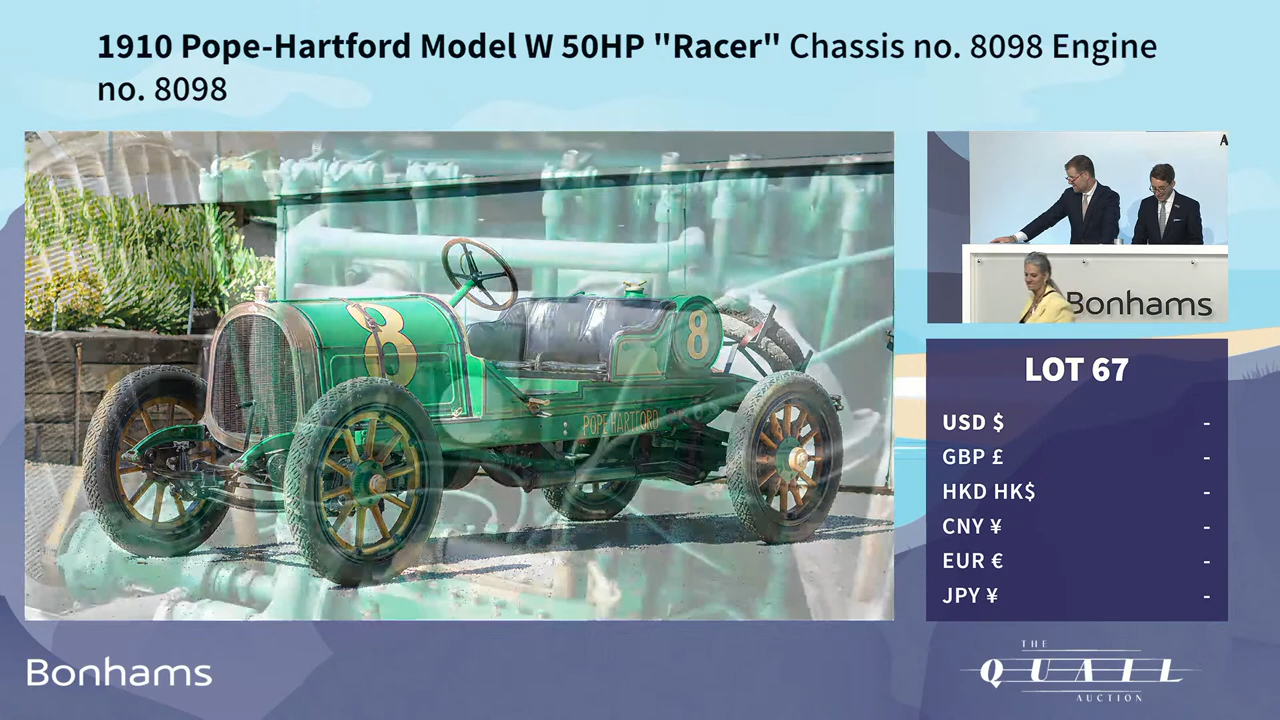 1910 Pope-Hartford Model W 50HP "Racer" Chassis no. 8098 Engine
no. 8098
8
8
POPE HARTFORD
A
Bonhams
LOT 67
USD $ -
GBP £ -
HKD HK$ -
CNY ¥ -
EUR € -
JPY ¥ -
Bonhams
THE
QUAIL
AUCTION